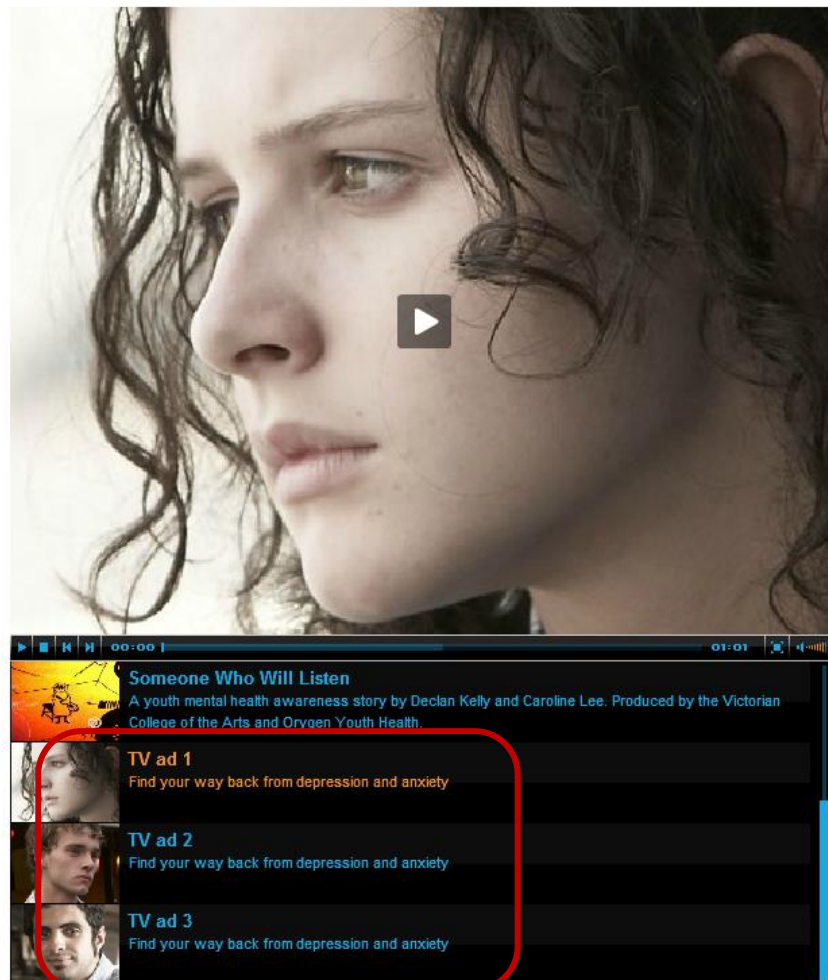 00:00
01:01
Someone Who Will Listen
A youth mental health awareness story by Declan Kelly and Caroline Lee. Produced by the Victorian
College of the Arts and Orygen Youth Health.
TV ad 1
Find your way back from depression and anxiety
TV ad 2
Find your way back from depression and anxiety
TV ad 3
Find your way back from depression and anxiety